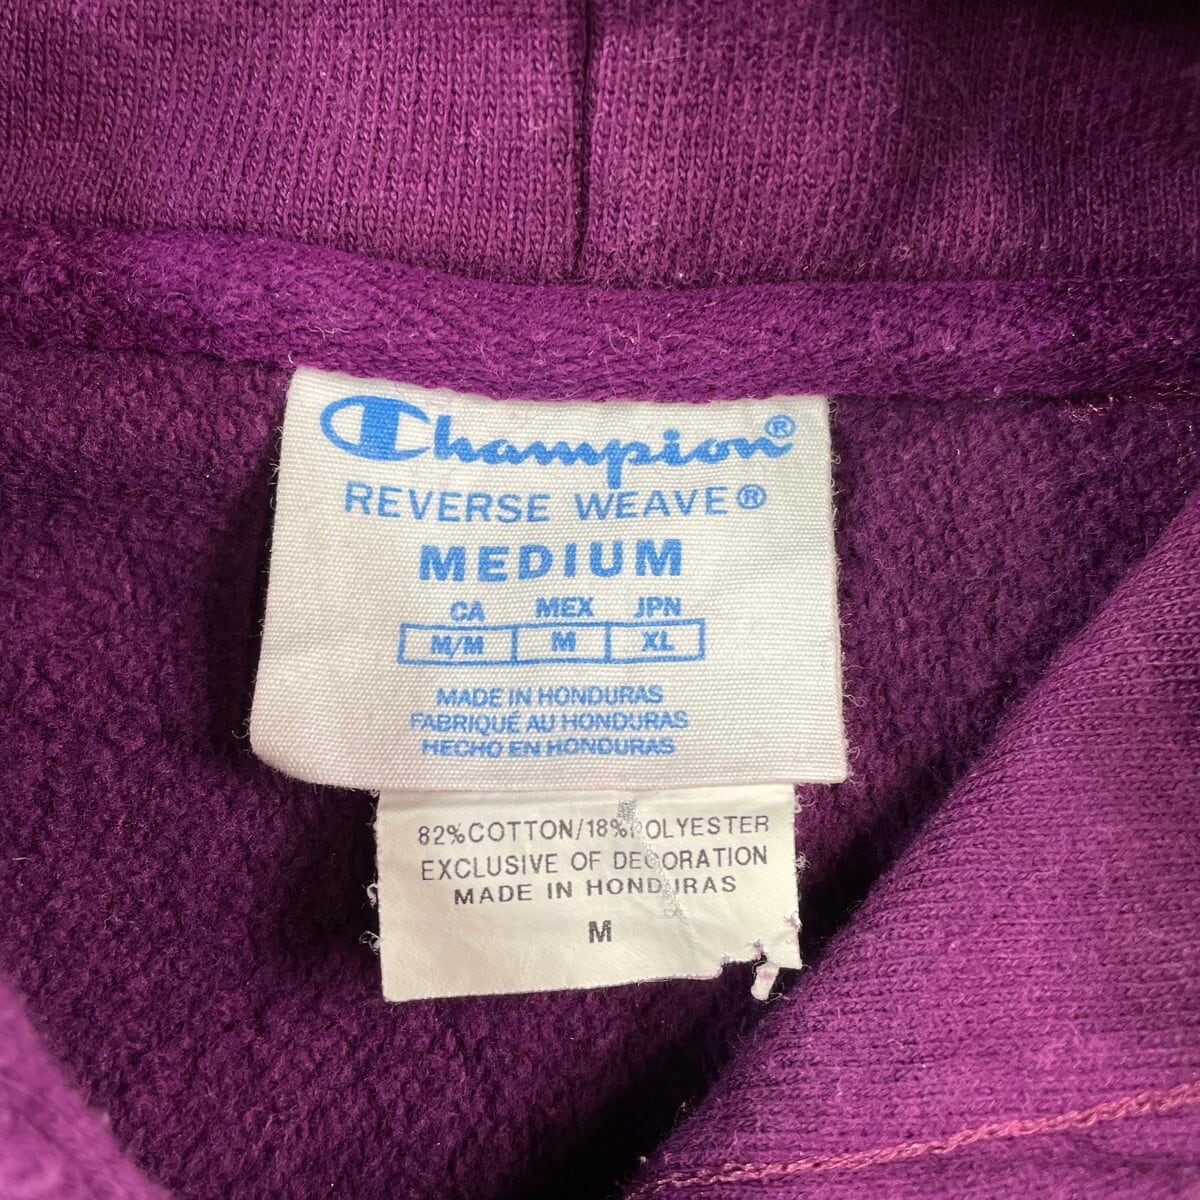 Champion®
REVERSE WEAVE®
MEDIUM
CA MEX JPN
M/M M XL
MADE IN HONDURAS
FABRIQUÉ AU HONDURAS
HECHO EN HONDURAS
82%COTTON/18%POLYESTER
EXCLUSIVE OF DECORATION
MADE IN HONDURAS
M